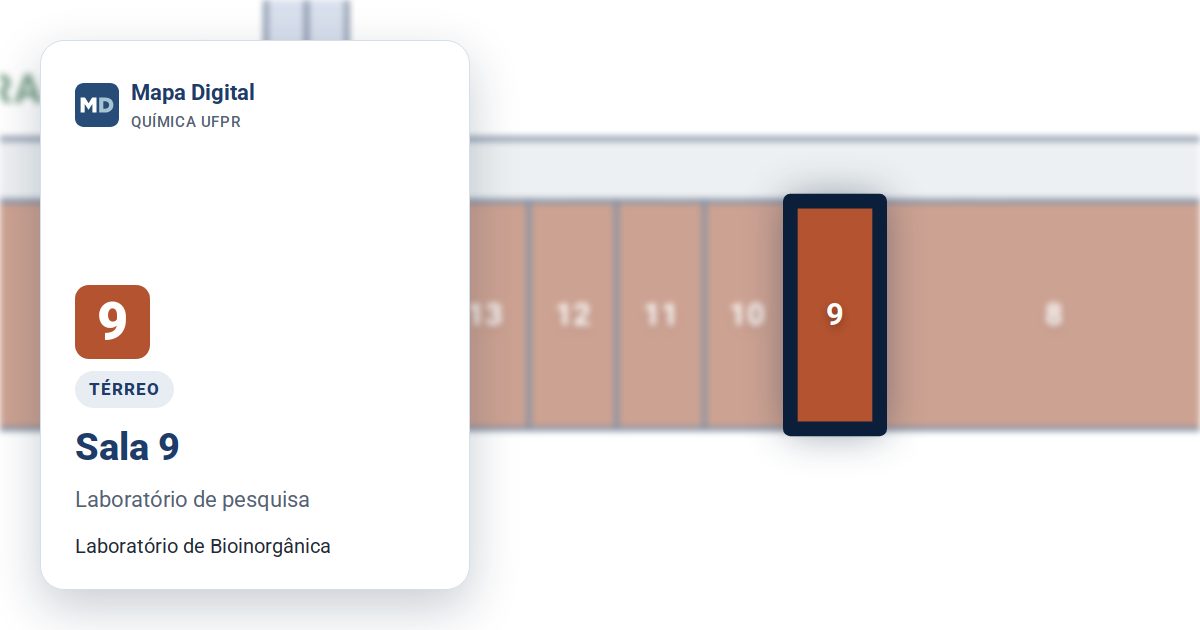 RA
MD
Mapa Digital
QUÍMICA UFPR
9
TÉRREO
Sala 9
Laboratório de pesquisa
Laboratório de Bioinorgânica
13
12
11
10
9
8